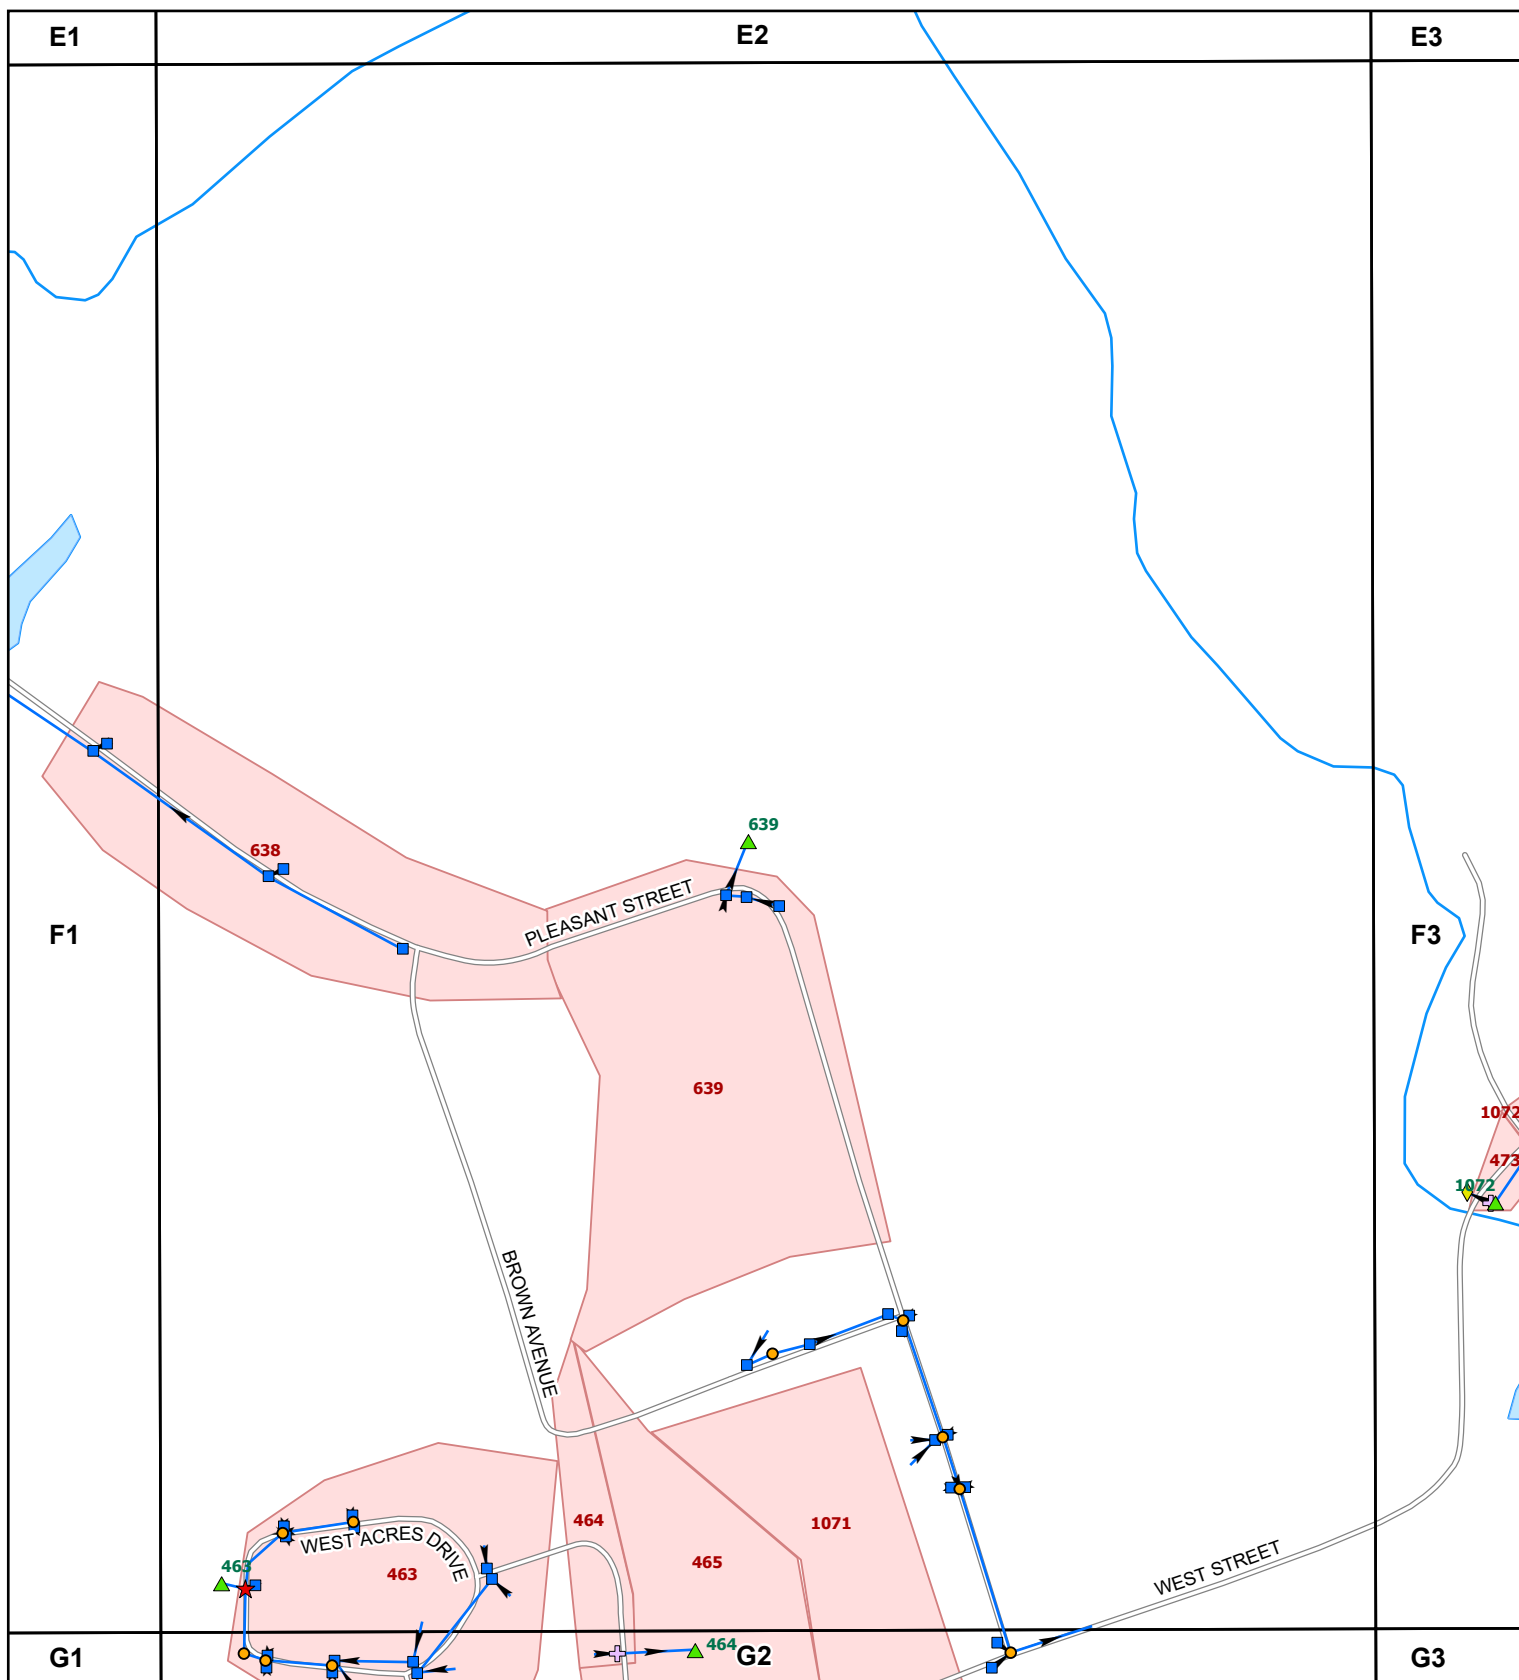 E1
E2
E3
639
638
PLEASANT STREET
F1
F3
639
1072
473
1072
BROWN AVENUE
464
1071
WEST ACRES DRIVE
465
463
463
WEST STREET
464
G1
G2
G3